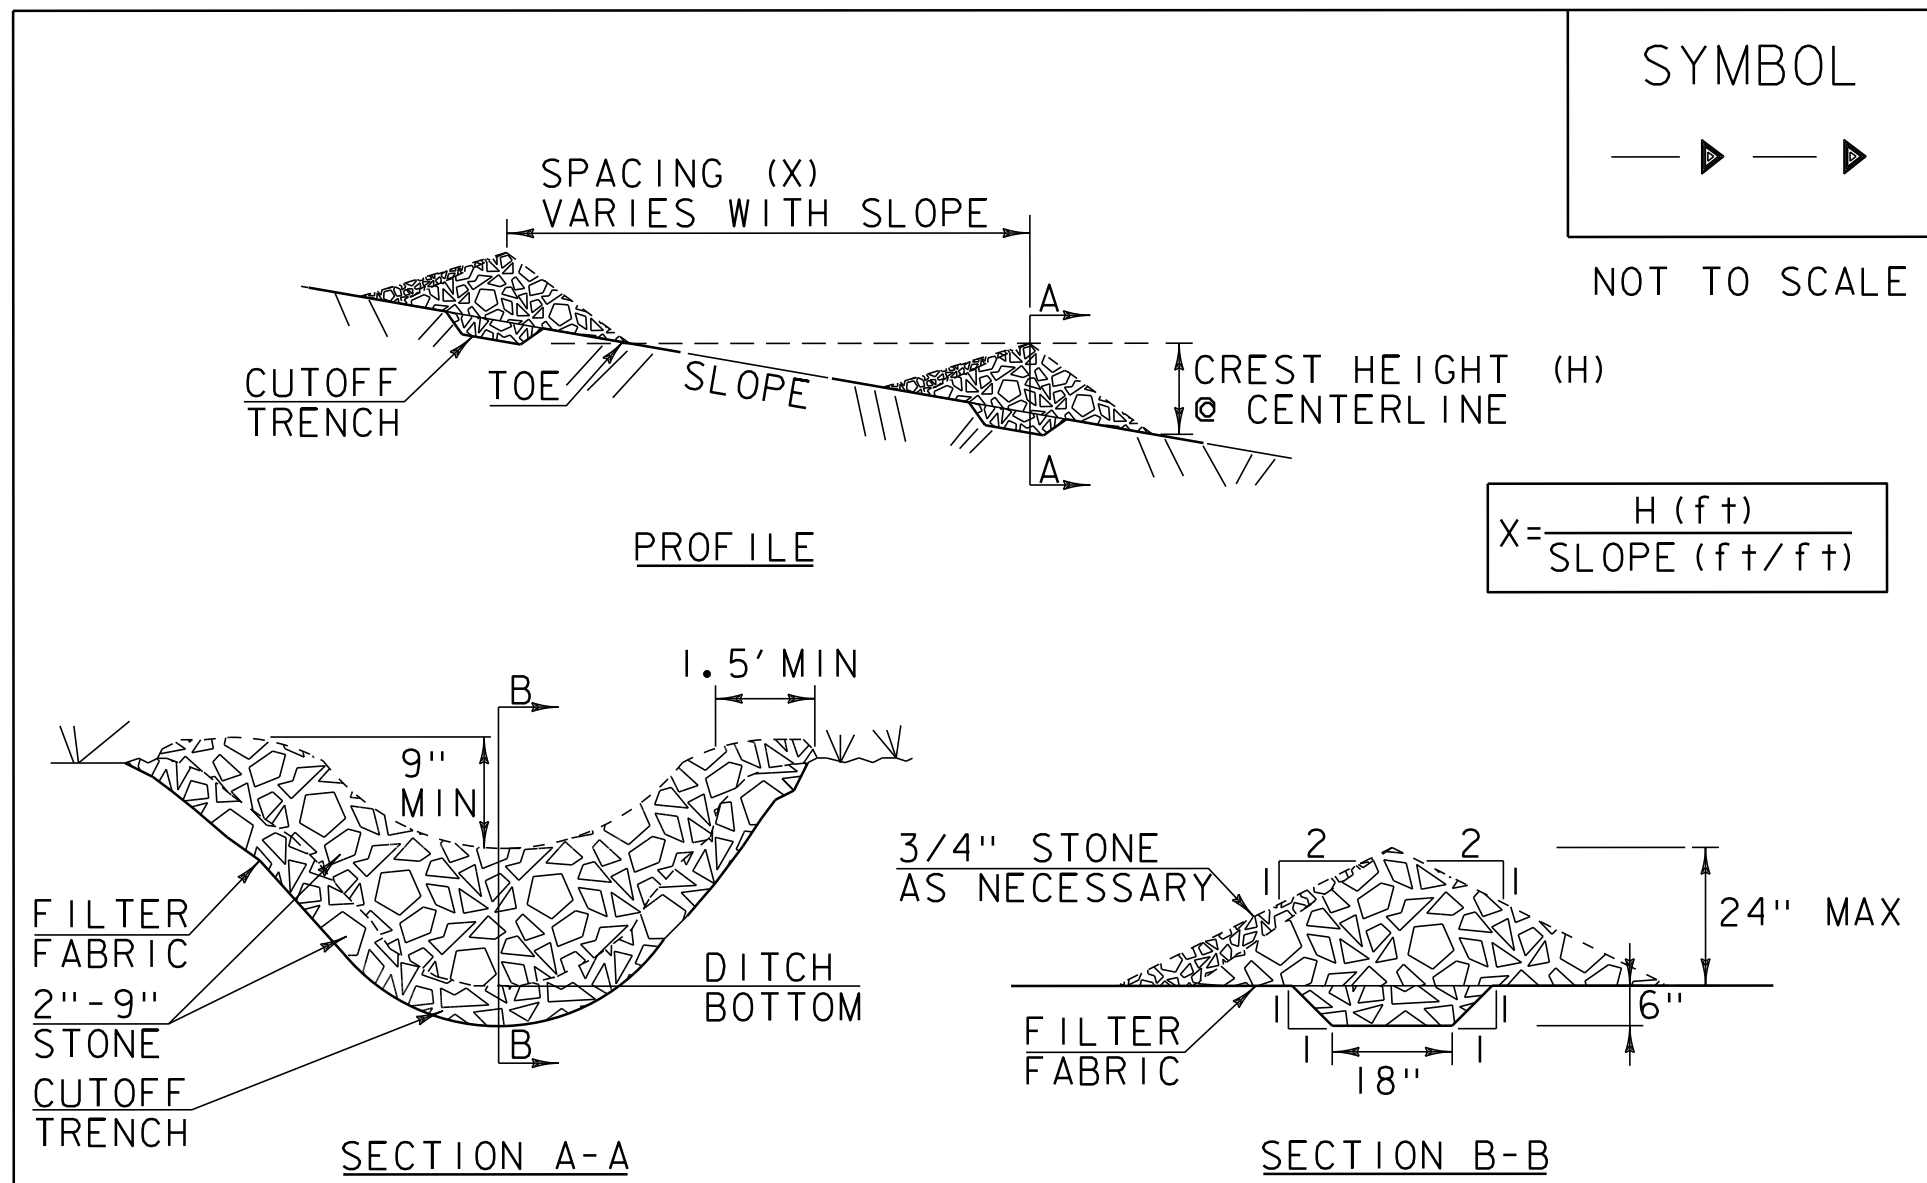 SYMBOL
NOT TO SCALE
SPACING (X)
VARIES WITH SLOPE
A
CREST HEIGHT (H)
@ CENTERLINE
CUTOFF
TRENCH
TOE
SLOPE
A
PROFILE
X=
H(ft)
SLOPE(ft/ft)
1.5' MIN
B
9"
MIN
FILTER
FABRIC
2"-9"
STONE
CUTOFF
TRENCH
DITCH
BOTTOM
B
SECTION A-A
3/4" STONE
AS NECESSARY
2
2
1
1
24" MAX
FILTER
FABRIC
1
1
6"
1
1
18"
SECTION B-B